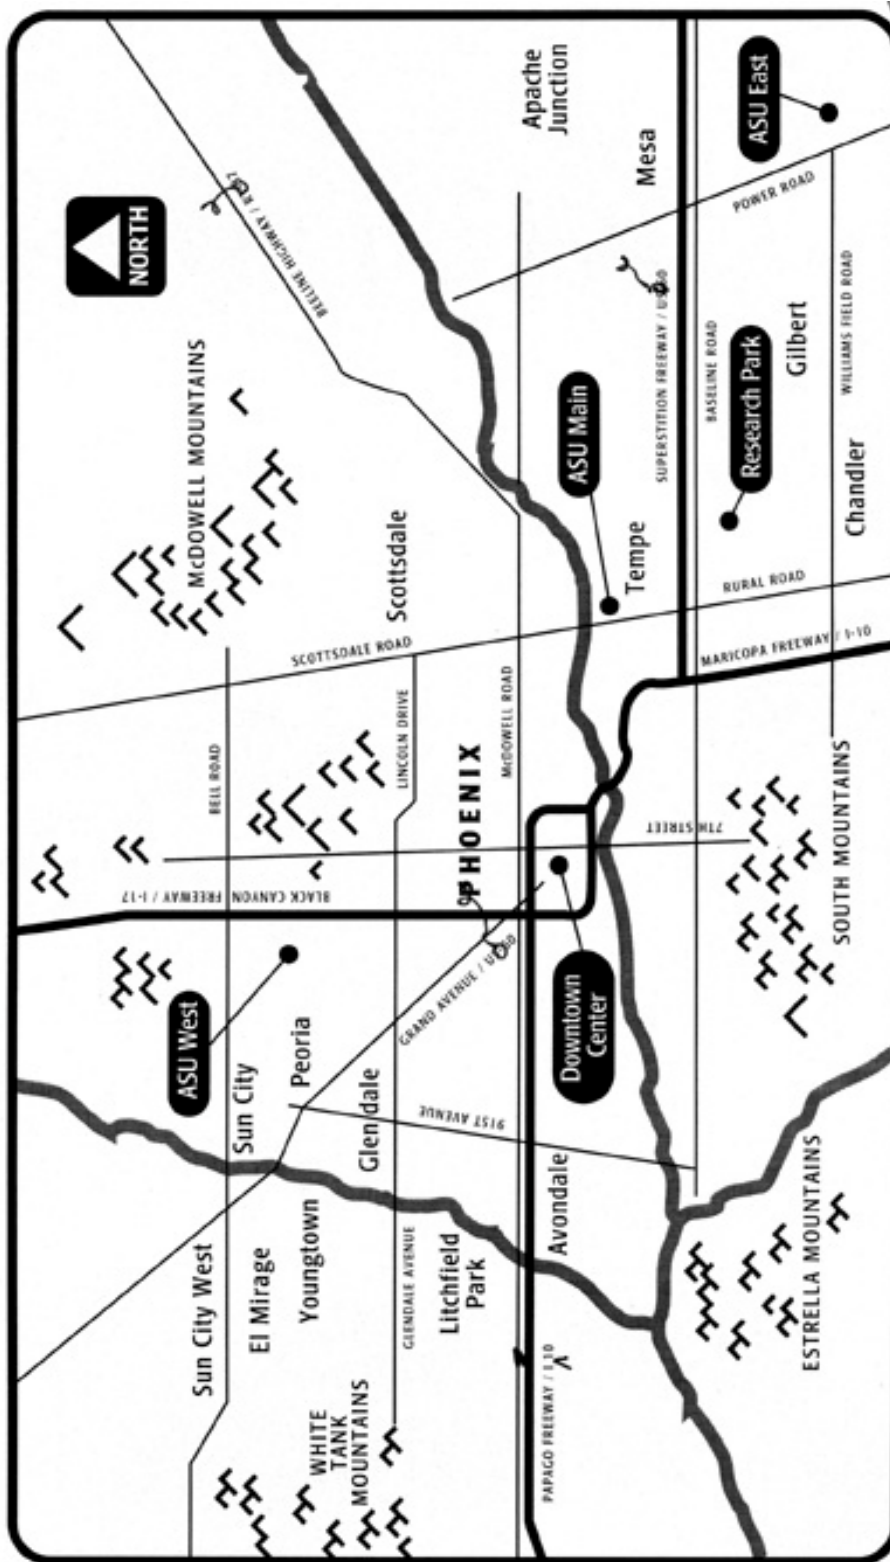 NORTH
McDOWELL MOUNTAINS
BEELINE HIGHWAY /
ASU West
Sun City West
BELL ROAD
Sun City
El Mirage
Peoria
Youngtown
SCOTTSDALE ROAD
BLACK CANYON FREEWAY / I-17
WHITE
TANK
MOUNTAINS
Glendale
Scottsdale
LINCOLN DRIVE
GLENDALE AVENUE
GRAND AVENUE / US 60
Litchfield
Park
PHOENIX
91ST AVENUE
McDOWELL ROAD
Apache
Junction
Avondale
PAPAGO FREEWAY / I-10
Downtown
Center
ASU Main
Tempe
Mesa
7TH STREET
SUPERSTITION FREEWAY / US 60
BASELINE ROAD
MARICOPA FREEWAY / I-10
RURAL ROAD
POWER ROAD
ASU East
Research Park
Gilbert
ESTRELLA MOUNTAINS
SOUTH MOUNTAINS
WILLIAMS FIELD ROAD
Chandler